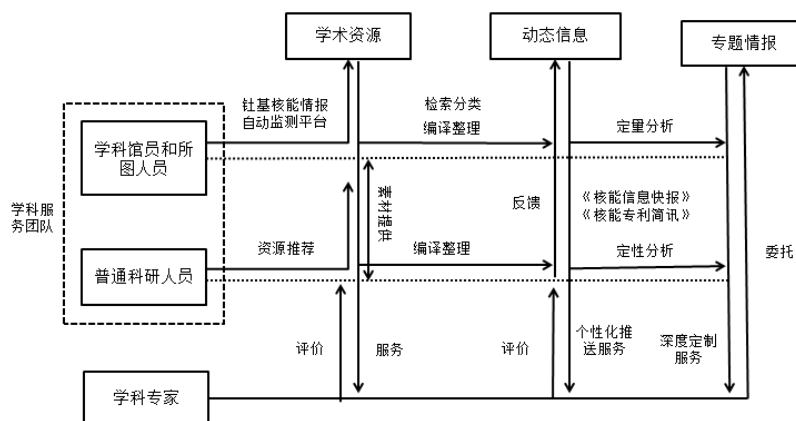 学术资源
动态信息
专题情报
钍基核能情报
自动监测平台
检索分类
编译整理
定量分析
学科馆员和所
图人员
学科服
务团队
素材提供
反馈
《核能信息快报》
《核能专利简讯》
资源推荐
编译整理
定性分析
委托
普通科研人员
评价
服务
评价
个性化推
送服务
深度定制
服务
学科专家